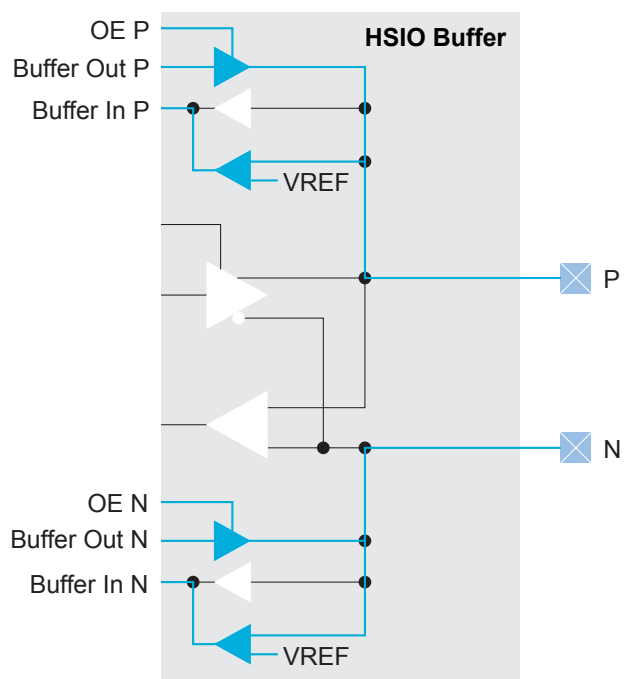 OE P
HSIO Buffer
Buffer Out P
Buffer In P
VREF
P
N
OE N
Buffer Out N
Buffer In N
VREF